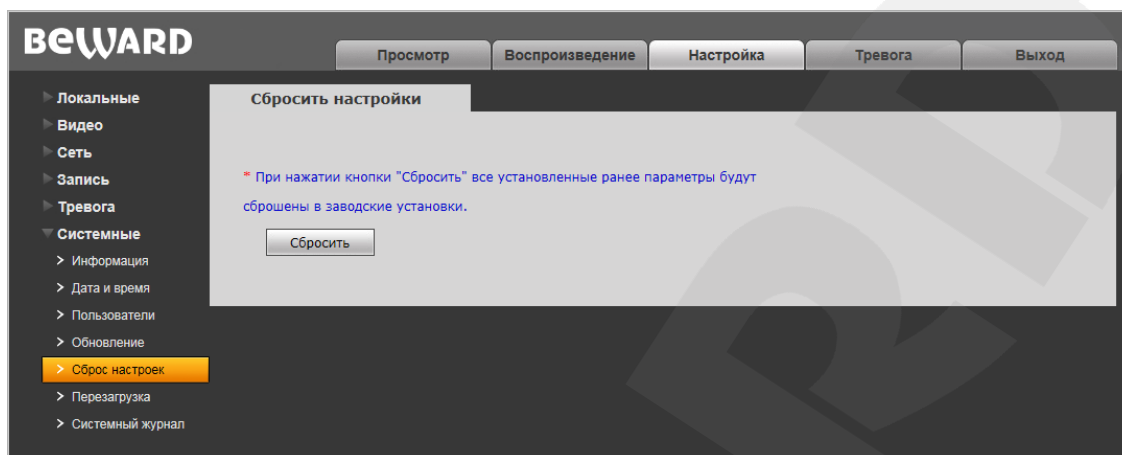 BEWARD
Просмотр Воспроизведение Настройка Тревога Выход
Локальные
Видео
Сеть
Запись
Тревога
Системные
Информация
Дата и время
Пользователи
Обновление
Сброс настроек
Перезагрузка
Системный журнал
Сбросить настройки
* При нажатии кнопки "Сбросить" все установленные ранее параметры будут
сброшены в заводские установки.
Сбросить